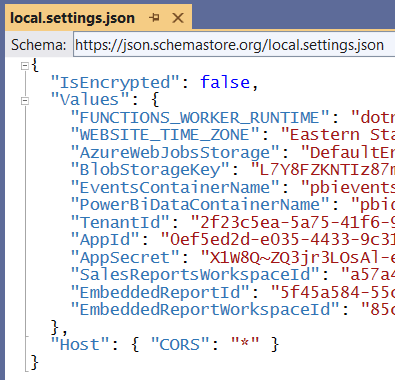 local.settings.json
Schema: https://json.schemastore.org/local.settings.json
{
"IsEncrypted": false,
"Values": {
"FUNCTIONS_WORKER_RUNTIME": "dotn
"WEBSITE_TIME_ZONE": "Eastern Sta
"AzureWebJobsStorage": "DefaultEn
"BlobStorageKey": "L7Y8FZKNTIz87m
"EventsContainerName": "pbievents
"PowerBiDataContainerName": "pbid
"TenantId": "2f23c5ea-5a75-41f6-9
"AppId": "0ef5ed2d-e035-4433-9c31
"AppSecret": "X1W8Q~ZQ3jr3LOsAl-e
"SalesReportsWorkspaceId": "a57a4
"EmbeddedReportId": "5f45a584-55c
"EmbeddedReportWorkspaceId": "85c
},
"Host": { "CORS": "*" }
}